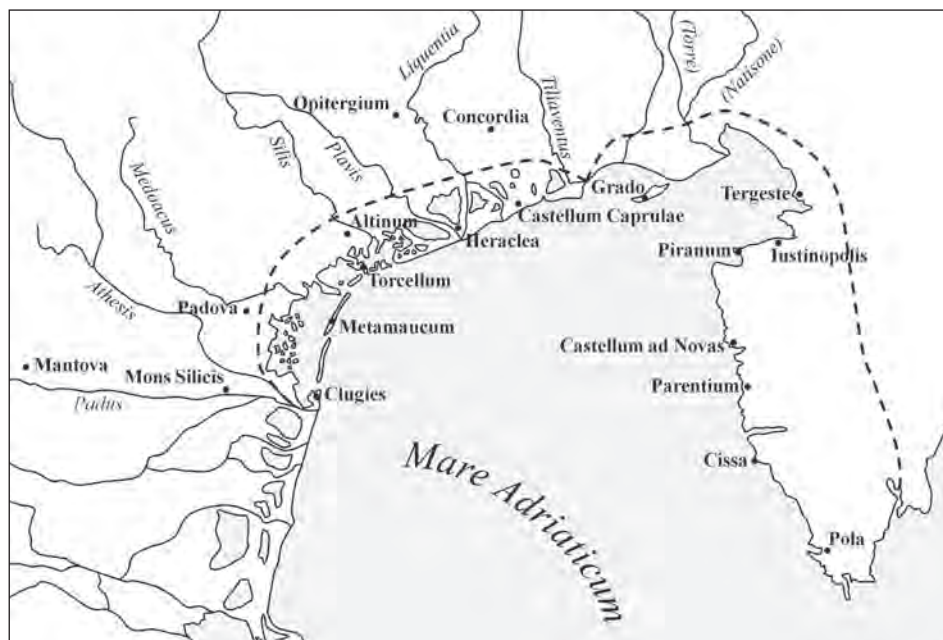 Liquentia
(Torre)
(Natisone)
Opitergium
Concordia
Tiliaventus
Silis
Plavis
Medoacus
Grado
Tergeste
Altinum
Castellum Caprulae
Heraclea
Piranum
Iustinopolis
Torcellum
Athesis
Padova
Metamaucum
Castellum ad Novas
Mantova
Mons Silicis
Parentium
Padus
Clugies
Cissa
Mare Adriaticum
Pola